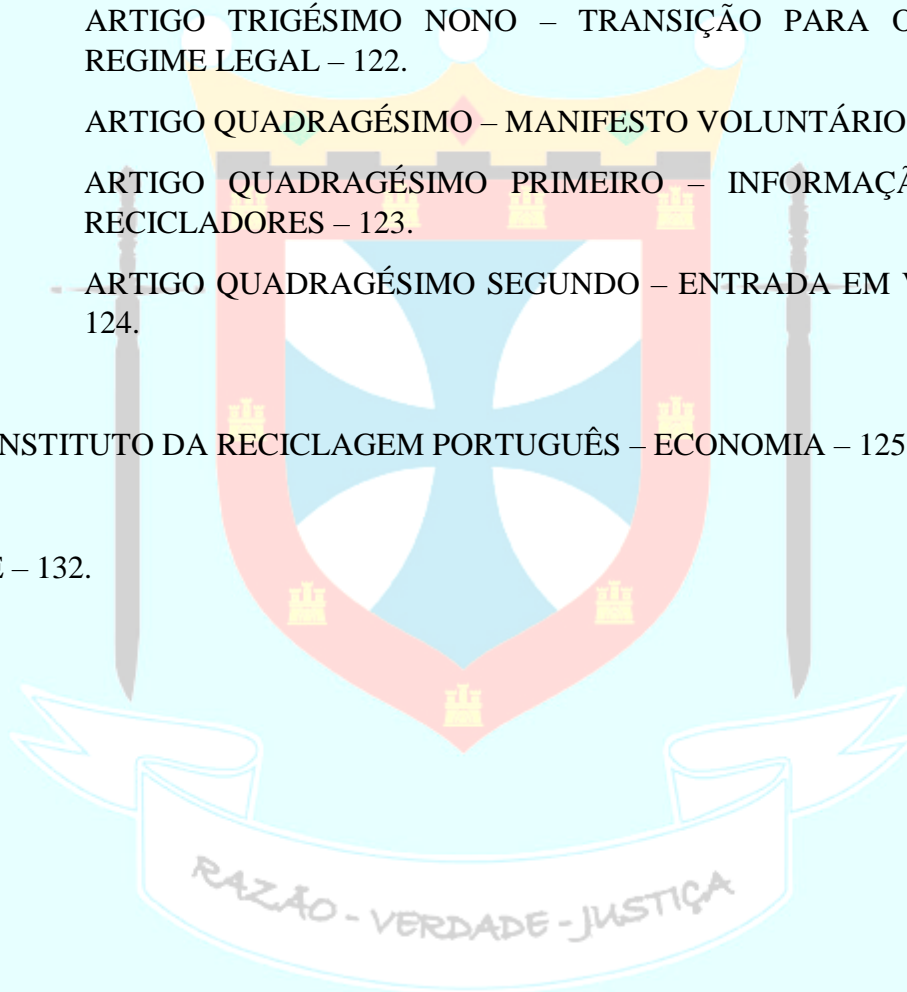 ARTIGO TRIGÉSIMO NONO – TRANSIÇÃO PARA O
REGIME LEGAL – 122.
ARTIGO QUADRAGÉSIMO – MANIFESTO VOLUNTÁRIO
ARTIGO QUADRAGÉSIMO PRIMEIRO – INFORMAÇÃ
RECICLADORES – 123.
ARTIGO QUADRAGÉSIMO SEGUNDO – ENTRADA EM V
124.
NSTITUTO DA RECICLAGEM PORTUGUÊS – ECONOMIA – 125
E – 132.
RAZÃO - VERDADE - JUSTIÇA